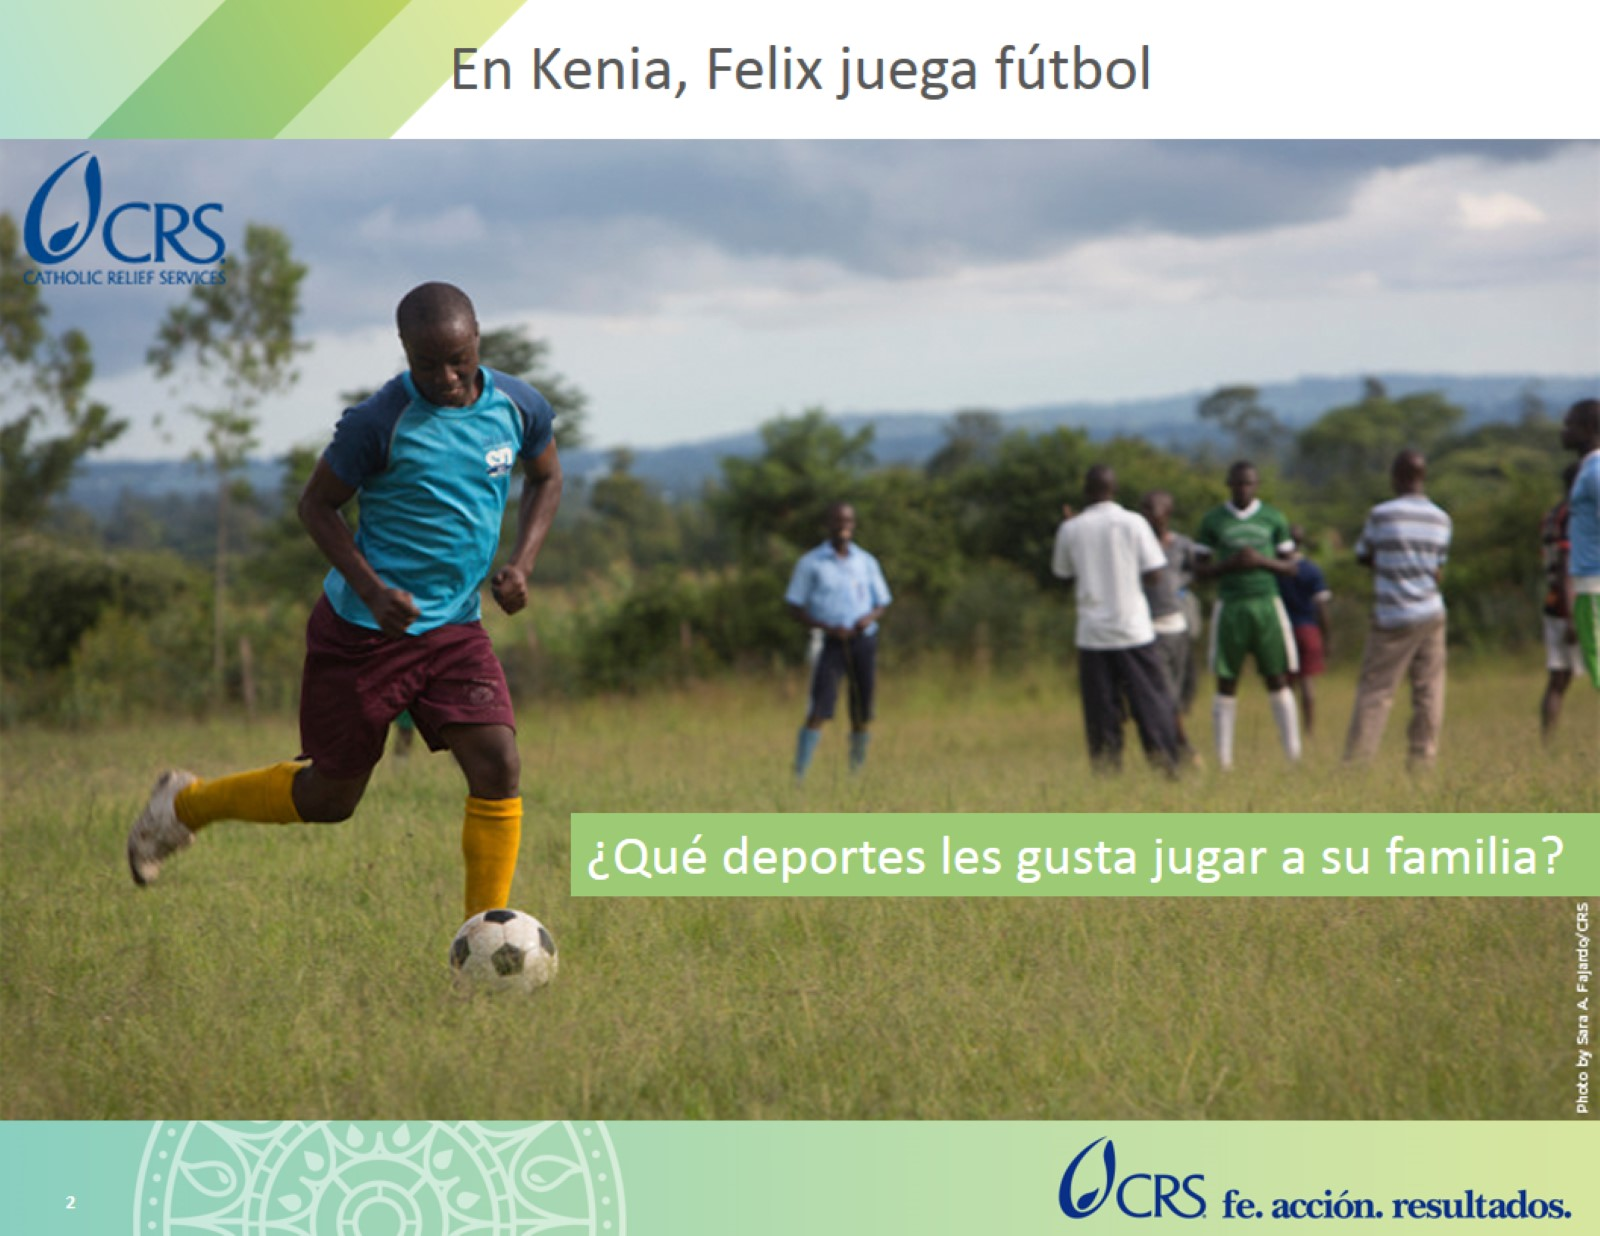 En Kenia, Felix juega fútbol
CRS
CATHOLIC RELIEF SERVICES
¿Qué deportes les gusta jugar a su familia?
Photo by Sara A. Fajardo/CRS
2
CRS fe. acción. resultados.